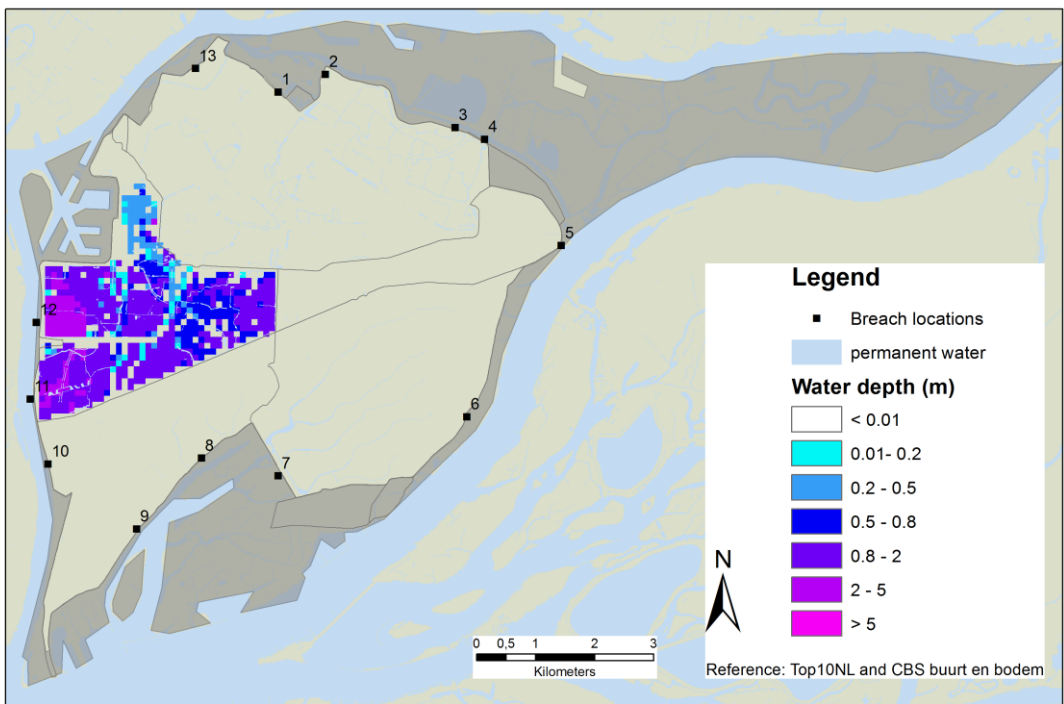 13
1
2
3
4
5
6
7
8
9
10
11
12
Legend
Breach locations
permanent water
Water depth (m)
< 0.01
0.01- 0.2
0.2 - 0.5
0.5 - 0.8
0.8 - 2
2 - 5
> 5
N
0 0,5 1 2 3
Kilometers
Reference: Top10NL and CBS buurt en bodem